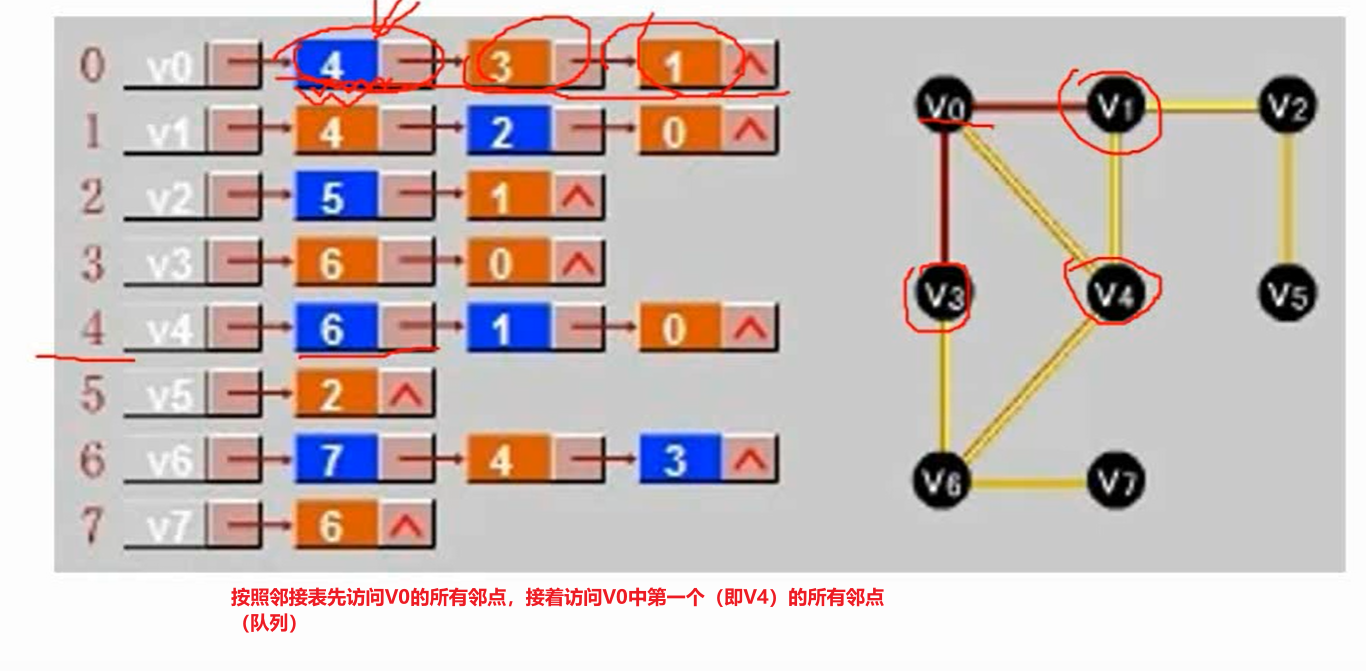 0 v0 4 3 1 ^
1 v1 4 2 0 ^
2 v2 5 1 ^
3 v3 6 0 ^
4 v4 6 1 0 ^
5 v5 2 ^
6 v6 7 4 3 ^
7 v7 6 ^
V0 V1 V2
V3 V4 V5
V6 V7
按照邻接表先访问V0的所有邻点，接着访问V0中第一个（即V4）的所有邻点
（队列）